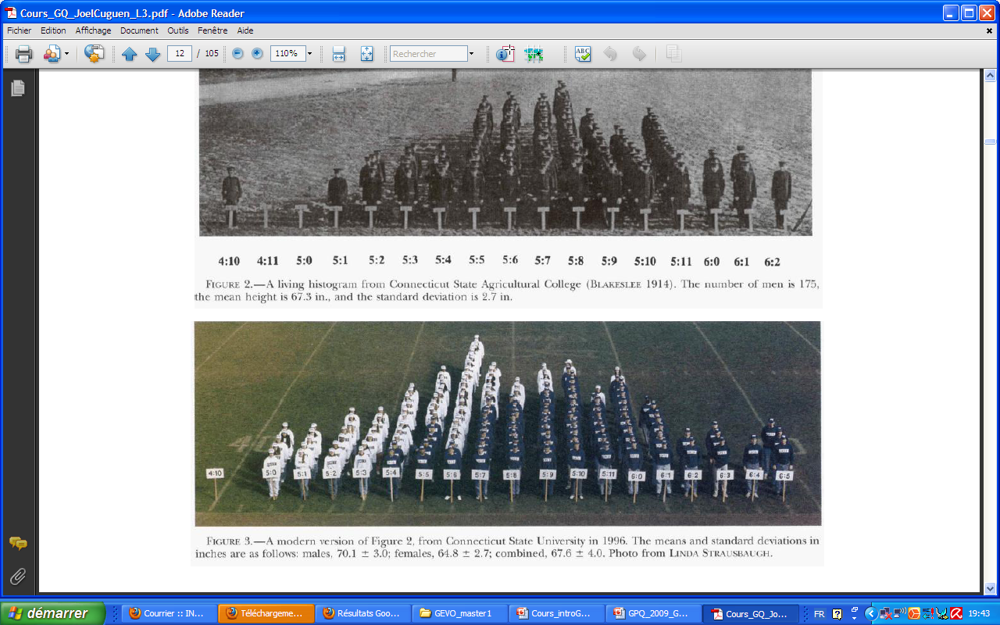 Cours_GQ_JoelCuguen_L3.pdf - Adobe Reader
Fichier Edition Affichage Document Outils Fenêtre Aide
12 / 105 110% Rechercher
4:10 4:11 5:0 5:1 5:2 5:3 5:4 5:5 5:6 5:7 5:8 5:9 5:10 5:11 6:0 6:1 6:2
FIGURE 2.—A living histogram from Connecticut State Agricultural College (BLAKESLEE 1914). The number of men is 175,
the mean height is 67.3 in., and the standard deviation is 2.7 in.
4:10 5:0 5:1 5:2 5:3 5:4 5:5 5:6 5:7 5:8 5:9 5:10 5:11 6:0 6:1 6:2 6:3 6:4 6:5
FIGURE 3.—A modern version of Figure 2, from Connecticut State University in 1996. The means and standard deviations in
inches are as follows: males, 70.1 ± 3.0; females, 64.8 ± 2.7; combined, 67.6 ± 4.0. Photo from LINDA STRAUSBAUGH.
démarrer Courrier :: IN... Téléchargeme... Résultats Goo... GEVO_master1 Cours_introG... GPQ_2009_G... Cours_GQ_Jo... FR 19:43